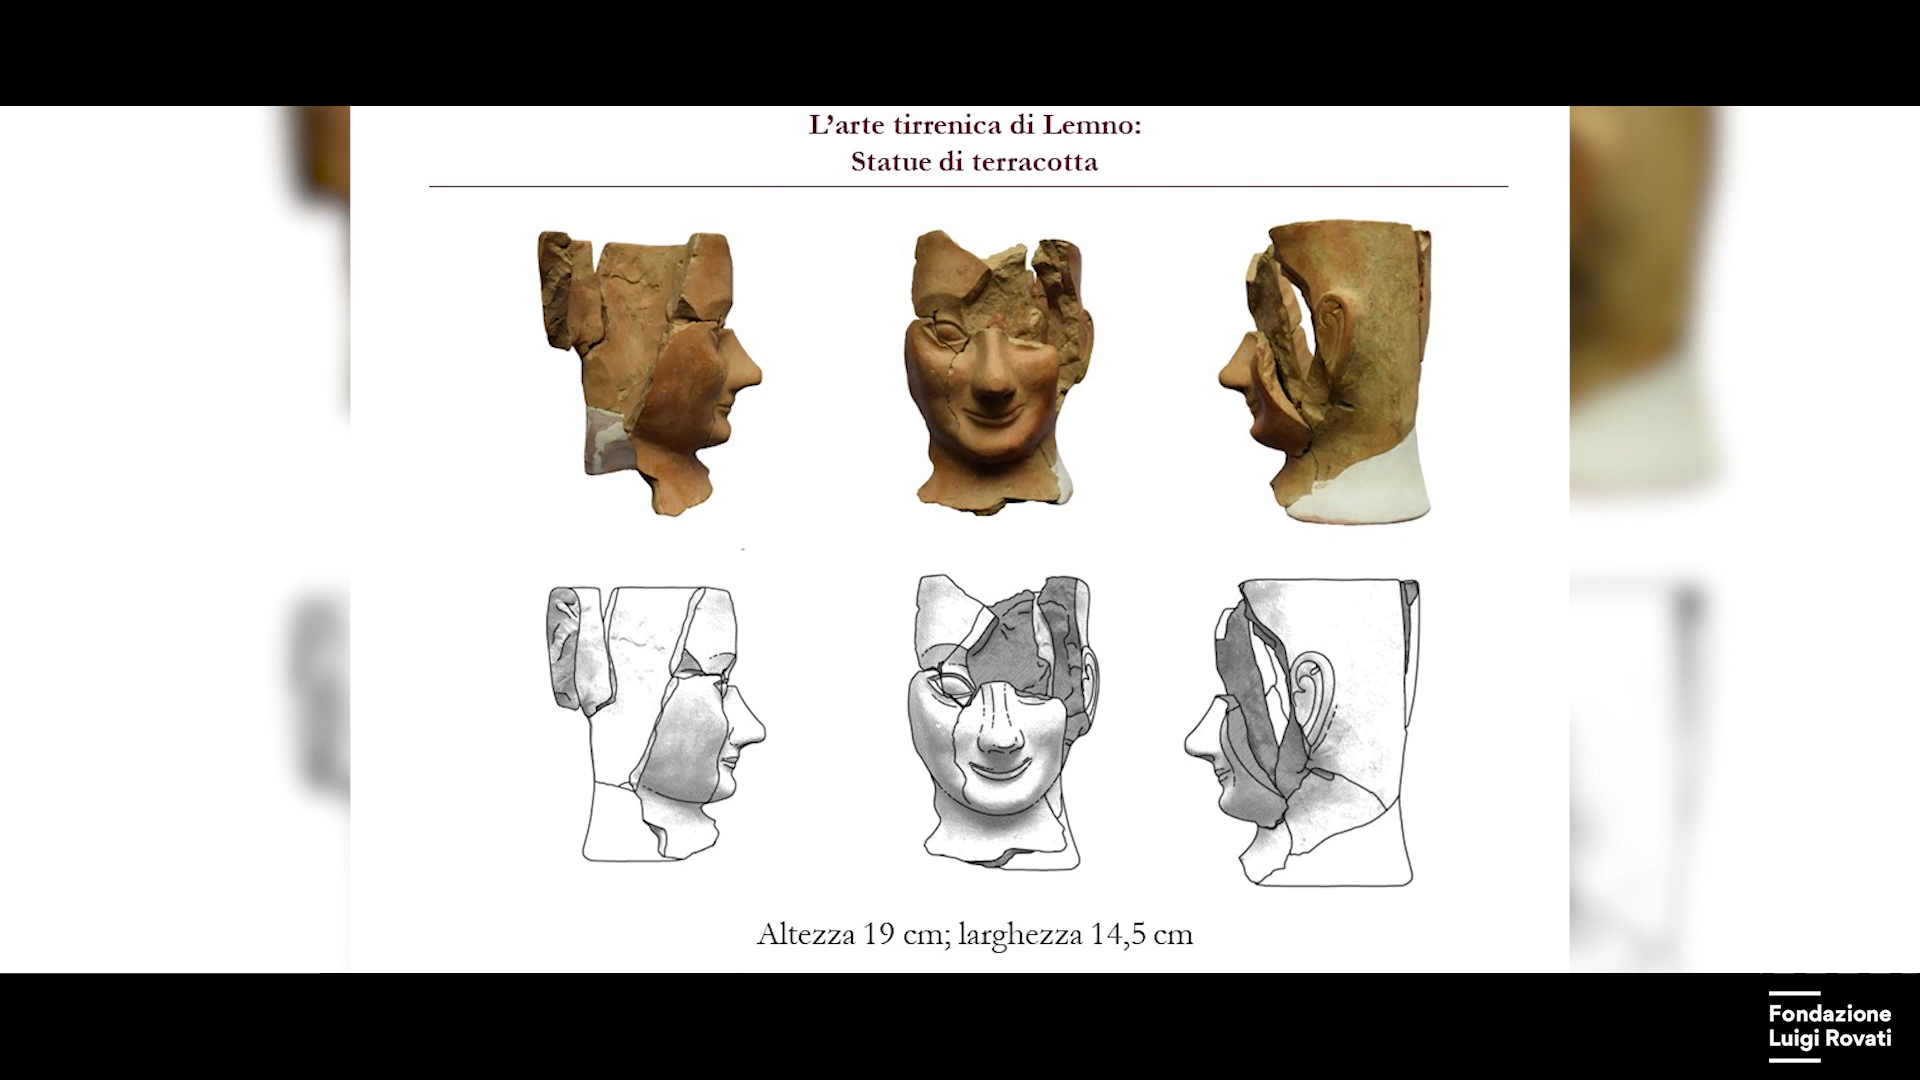 L’arte tirrenica di Lemno:
Statue di terracotta
Altezza 19 cm; larghezza 14,5 cm
Fondazione
Luigi Rovati